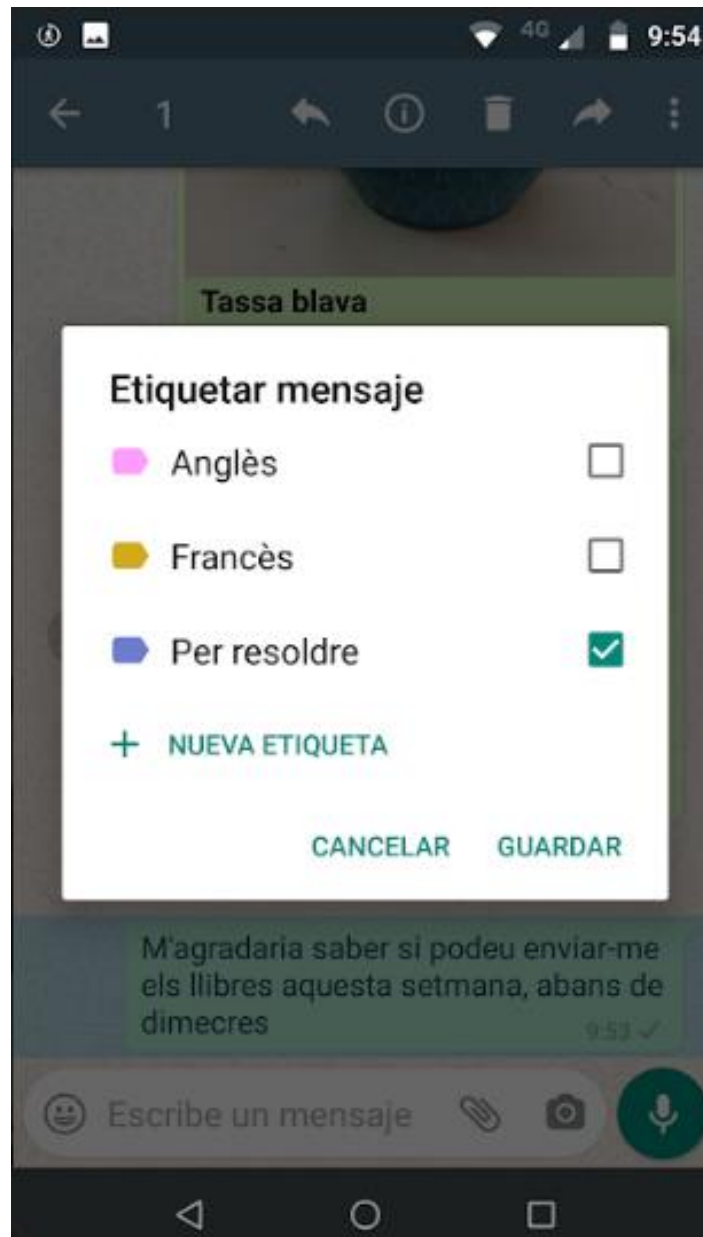 4G 9:54
1
Tassa blava
Etiquetar mensaje
Anglès
Francès
Per resoldre
+ NUEVA ETIQUETA
CANCELAR GUARDAR
M'agradaria saber si podeu enviar-me
els llibres aquesta setmana, abans de
dimecres
9:53
Escribe un mensaje